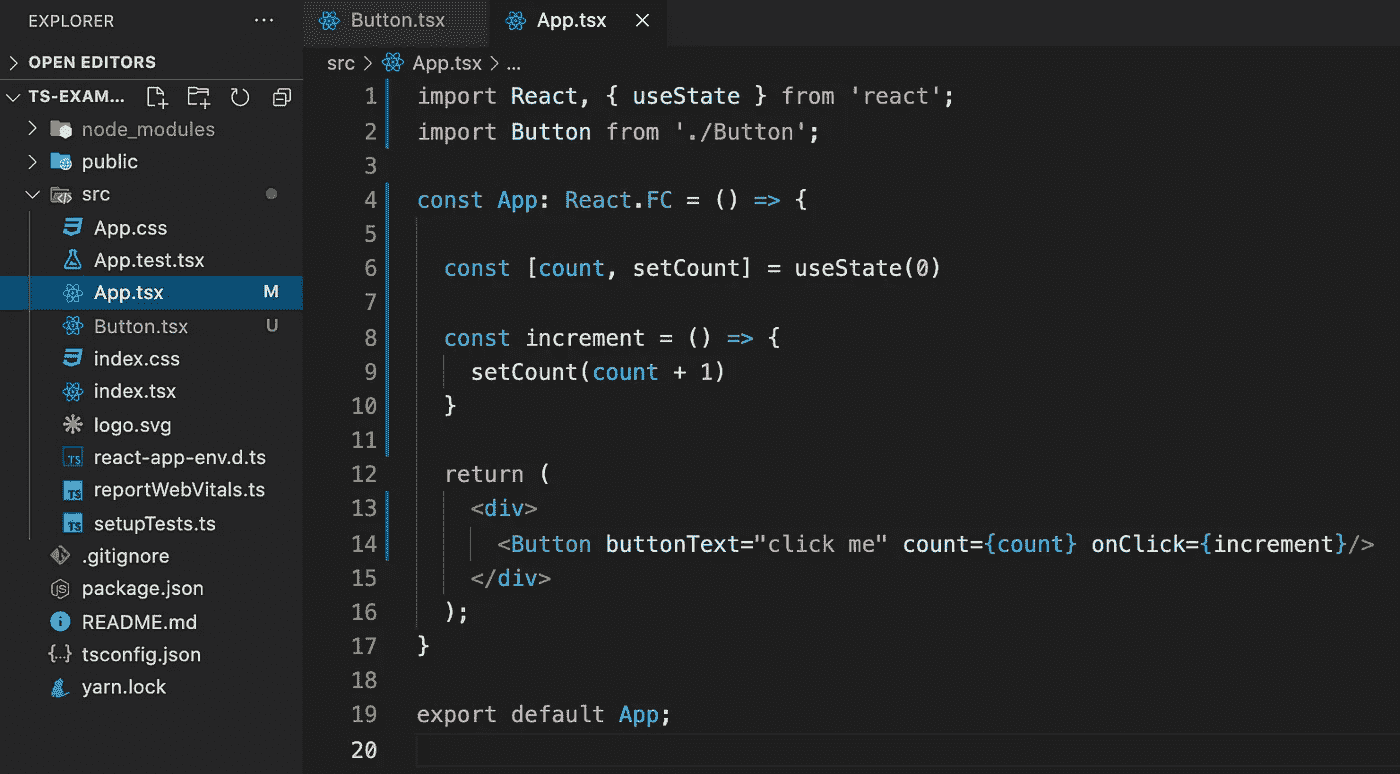 EXPLORER ...
OPEN EDITORS
TS-EXAM...
node_modules
public
src
App.css
App.test.tsx
App.tsx M
Button.tsx U
index.css
index.tsx
logo.svg
TS react-app-env.d.ts
TS reportWebVitals.ts
TS setupTests.ts
.gitignore
JS package.json
i README.md
{..} tsconfig.json
yarn.lock
Button.tsx App.tsx
src > App.tsx > ...
1 import React, { useState } from 'react';
2 import Button from './Button';
3
4 const App: React.FC = () => {
5
6 const [count, setCount] = useState(0)
7
8 const increment = () => {
9 setCount(count + 1)
10 }
11
12 return (
13 <div>
14 <Button buttonText="click me" count={count} onClick={increment}/>
15 </div>
16 );
17 }
18
19 export default App;
20